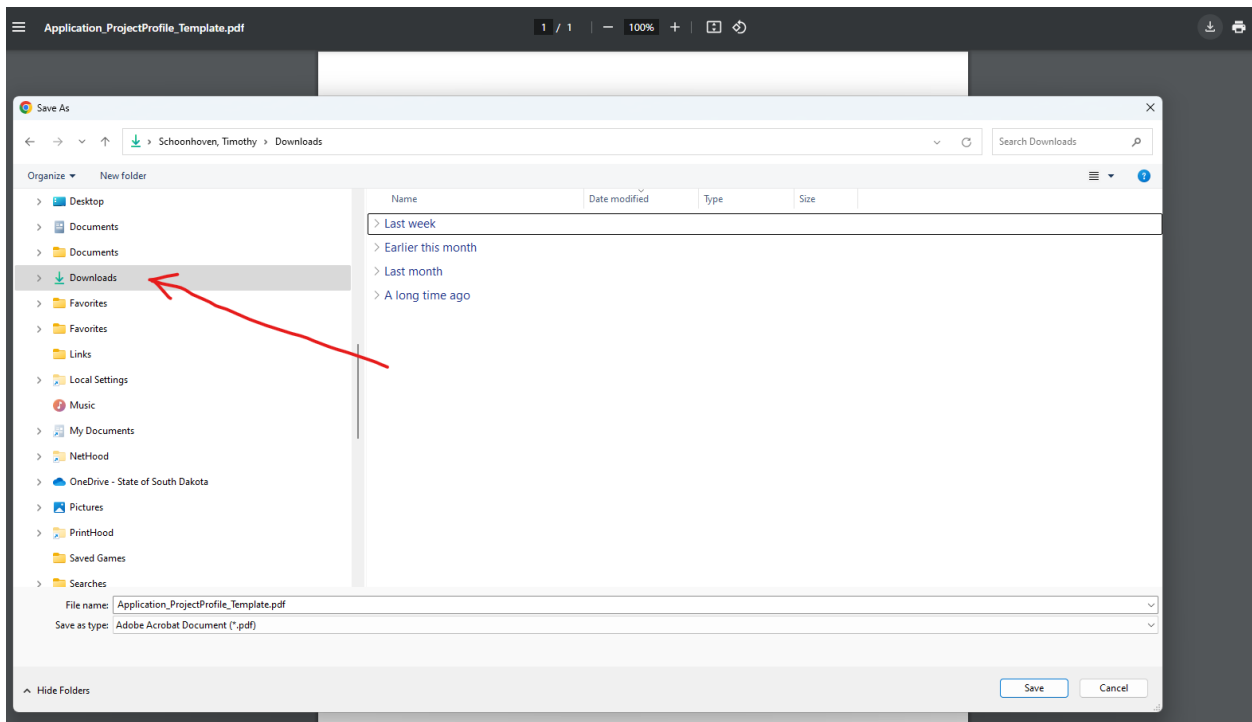 Application_ProjectProfile_Template.pdf 1 / 1 100%
Save As
Schoonhoven, Timothy Downloads Search Downloads
Organize New folder
Name Date modified Type Size
Desktop
Documents
Documents
Downloads
Favorites
Favorites
Links
Local Settings
Music
My Documents
NetHood
OneDrive - State of South Dakota
Pictures
PrintHood
Saved Games
Searches
Last week
Earlier this month
Last month
A long time ago
File name: Application_ProjectProfile_Template.pdf
Save as type: Adobe Acrobat Document (*.pdf)
Hide Folders Save Cancel